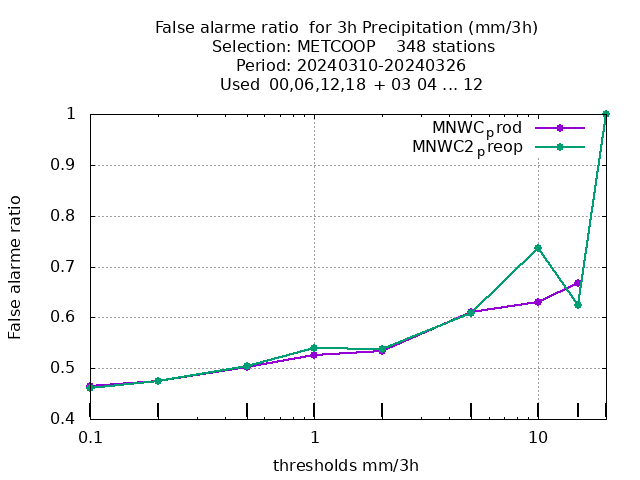 False alarme ratio  for 3h Precipitation (mm/3h)
Selection: METCOOP    348 stations
Period: 20240310-20240326
Used  00,06,12,18  + 03 04 ... 12
MNWCprod
MNWC2preop
1
0.9
0.8
0.7
0.6
0.5
0.4
False alarme ratio
0.1 1 10
thresholds mm/3h